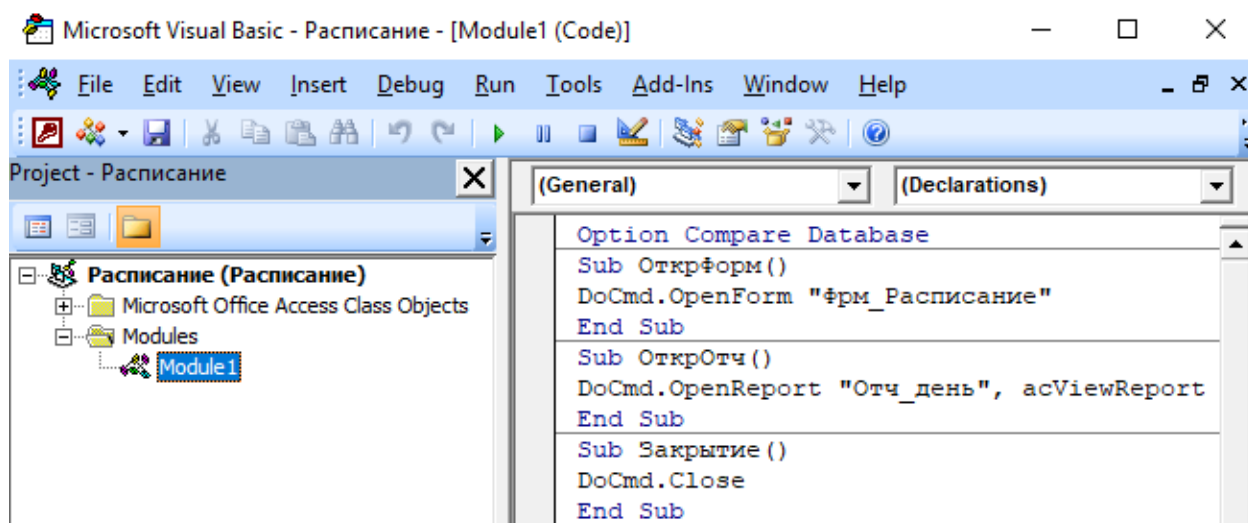 Microsoft Visual Basic - Расписание - [Module1 (Code)]
File Edit View Insert Debug Run Tools Add-Ins Window Help
Project - Расписание
(General) (Declarations)
Расписание (Расписание)
Microsoft Office Access Class Objects
Modules
Module1
Option Compare Database
Sub ОткрФорм()
DoCmd.OpenForm "Фрм_Расписание"
End Sub
Sub ОткрОтч()
DoCmd.OpenReport "Отч_день", acViewReport
End Sub
Sub Закрытие()
DoCmd.Close
End Sub